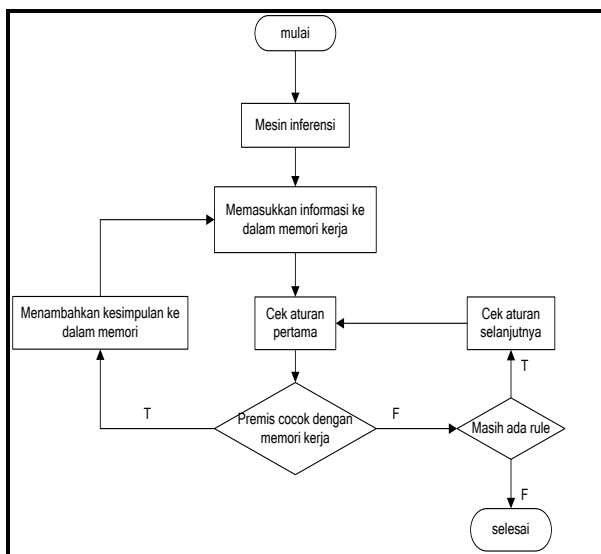 mulai
Mesin inferensi
Memasukkan informasi ke
dalam memori kerja
Menambahkan kesimpulan ke
dalam memori
Cek aturan
pertama
Cek aturan
selanjutnya
T
Premis cocok dengan
memori kerja
T
F
Masih ada rule
F
selesai